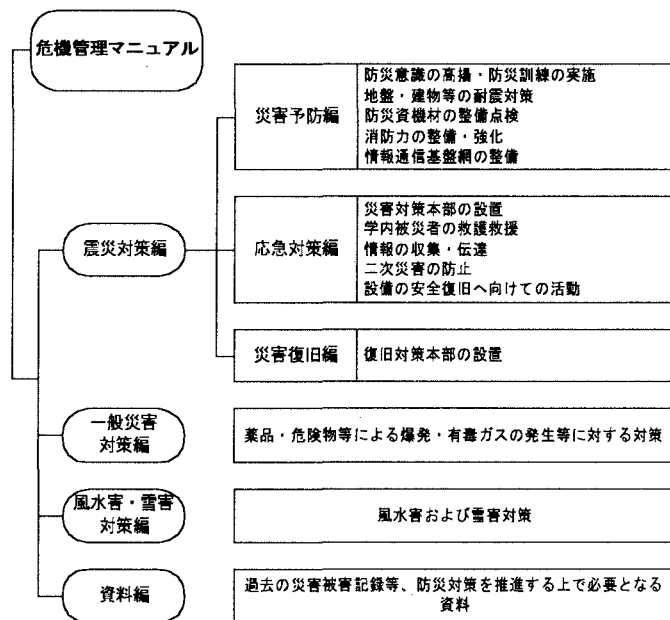 危機管理マニュアル
災害予防編
防災意識の高揚・防災訓練の実施
地盤・建物等の耐震対策
防災資機材の整備点検
消防力の整備・強化
情報通信基盤網の整備
震災対策編
応急対策編
災害対策本部の設置
学内被災者の救護救援
情報の収集・伝達
二次災害の防止
設備の安全復旧へ向けての活動
災害復旧編
復旧対策本部の設置
一般災害
対策編
薬品・危険物等による爆発・有毒ガスの発生等に対する対策
風水害・雪害
対策編
風水害および雪害対策
資料編
過去の災害被害記録等、防災対策を推進する上で必要となる
資料